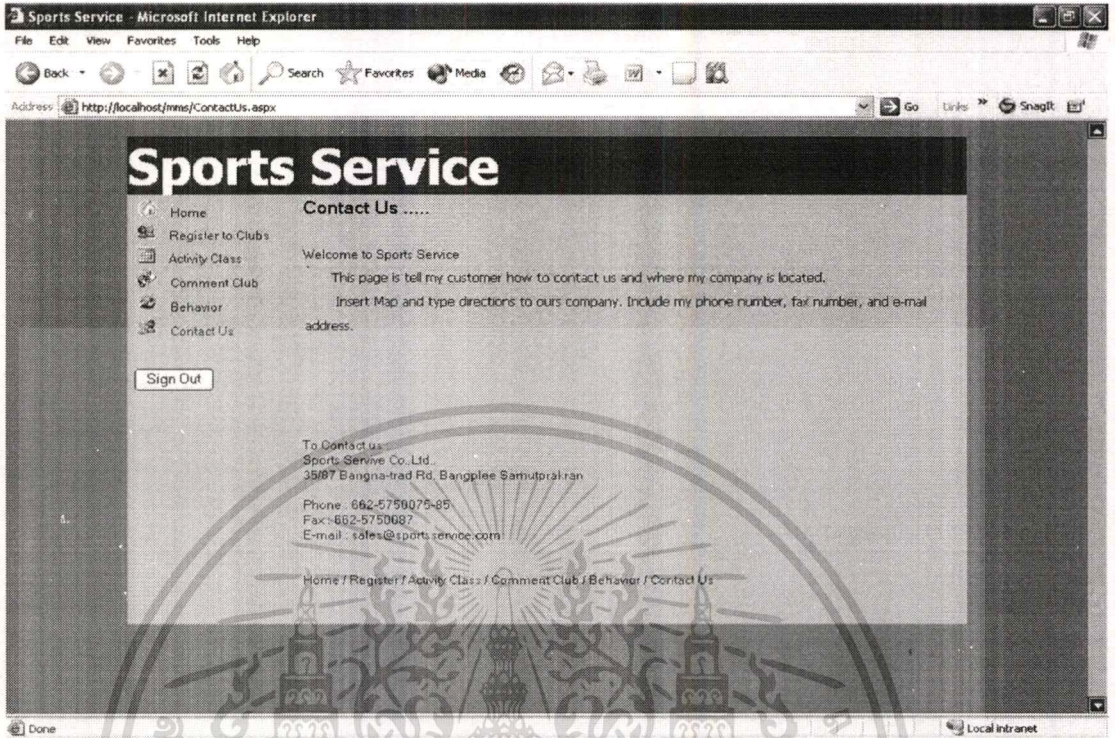 Sports Service - Microsoft Internet Explorer
File Edit View Favorites Tools Help
Back Search Favorites Media
Address http://localhost/mms/ContactUs.aspx Go Links » SnagIt
Sports Service
Home
Register to Clubs
Activity Class
Comment Club
Behavior
Contact Us
Sign Out
Contact Us .....
Welcome to Sports Service
This page is tell my customer how to contact us and where my company is located.
Insert Map and type directions to ours company. Include my phone number, fax number, and e-mail
address.
To Contact us :
Sports Servive Co.,Ltd.
35/87 Bangna-trad Rd, Bangplee Samutprakran
Phone : 662-5750075-85
Fax : 662-5750087
E-mail : sales@sportsservice.com
Home / Register / Activity Class / Comment Club / Behavior / Contact Us
Done Local intranet